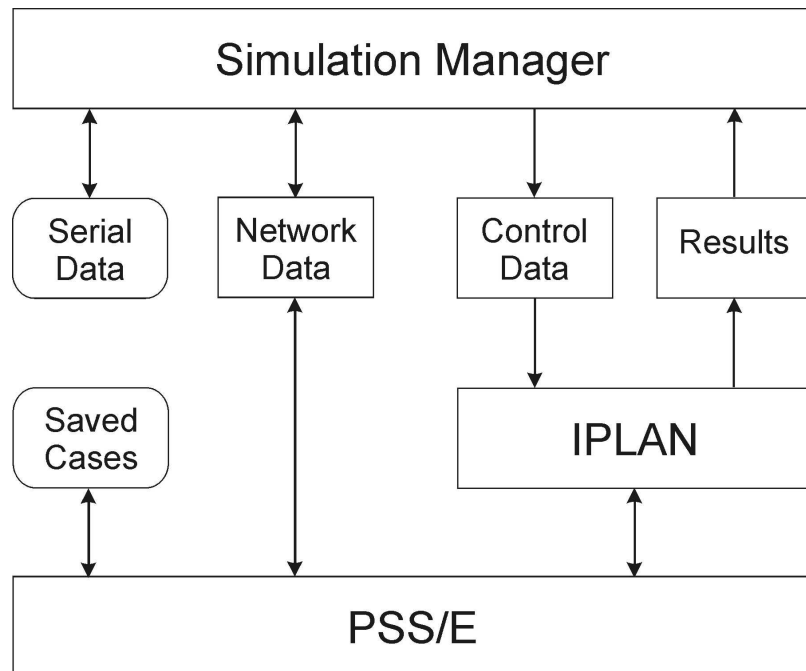 Simulation Manager
Serial
Data
Network
Data
Control
Data
Results
Saved
Cases
IPLAN
PSS/E